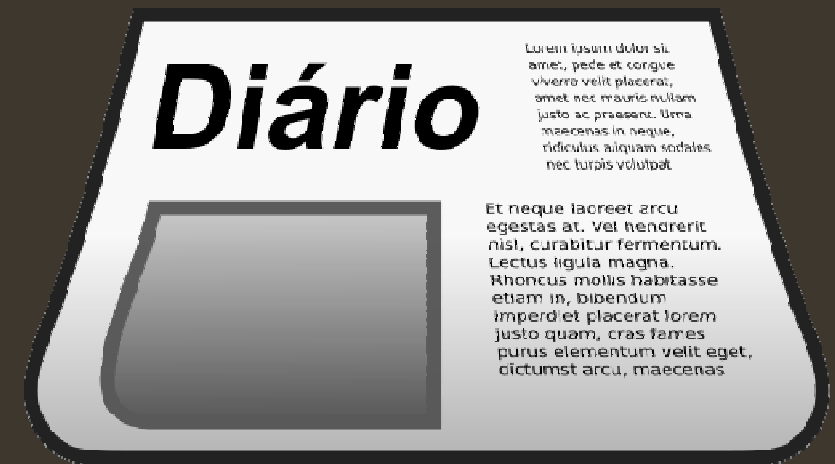 Diário
Lorem ipsum dolor sit
amet, pede et congue
viverra velit placerat,
amet nec mauris nullam
justo ac praesent. Urna
maecenas in neque,
ridiculus aliquam sodales
nec turpis volutpat
Et neque laoreet arcu
egestas at. Vel hendrerit
nisl, curabitur fermentum.
Lectus ligula magna.
Rhoncus mollis habitasse
etiam in, bibendum
imperdiet placerat lorem
justo quam, cras fames
purus elementum velit eget,
dictumst arcu, maecenas